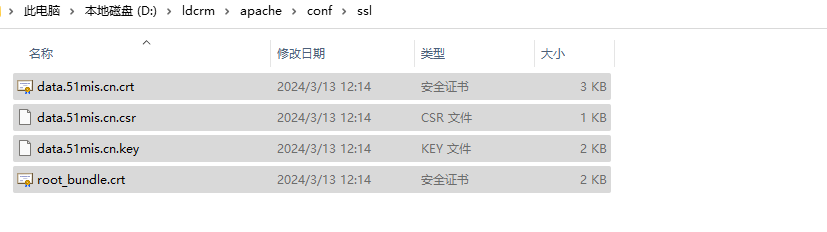 此电脑 > 本地磁盘 (D:) > ldcrm > apache > conf > ssl
名称 修改日期 类型 大小
data.51mis.cn.crt 2024/3/13 12:14 安全证书 3 KB
data.51mis.cn.csr 2024/3/13 12:14 CSR 文件 1 KB
data.51mis.cn.key 2024/3/13 12:14 KEY 文件 2 KB
root_bundle.crt 2024/3/13 12:14 安全证书 2 KB